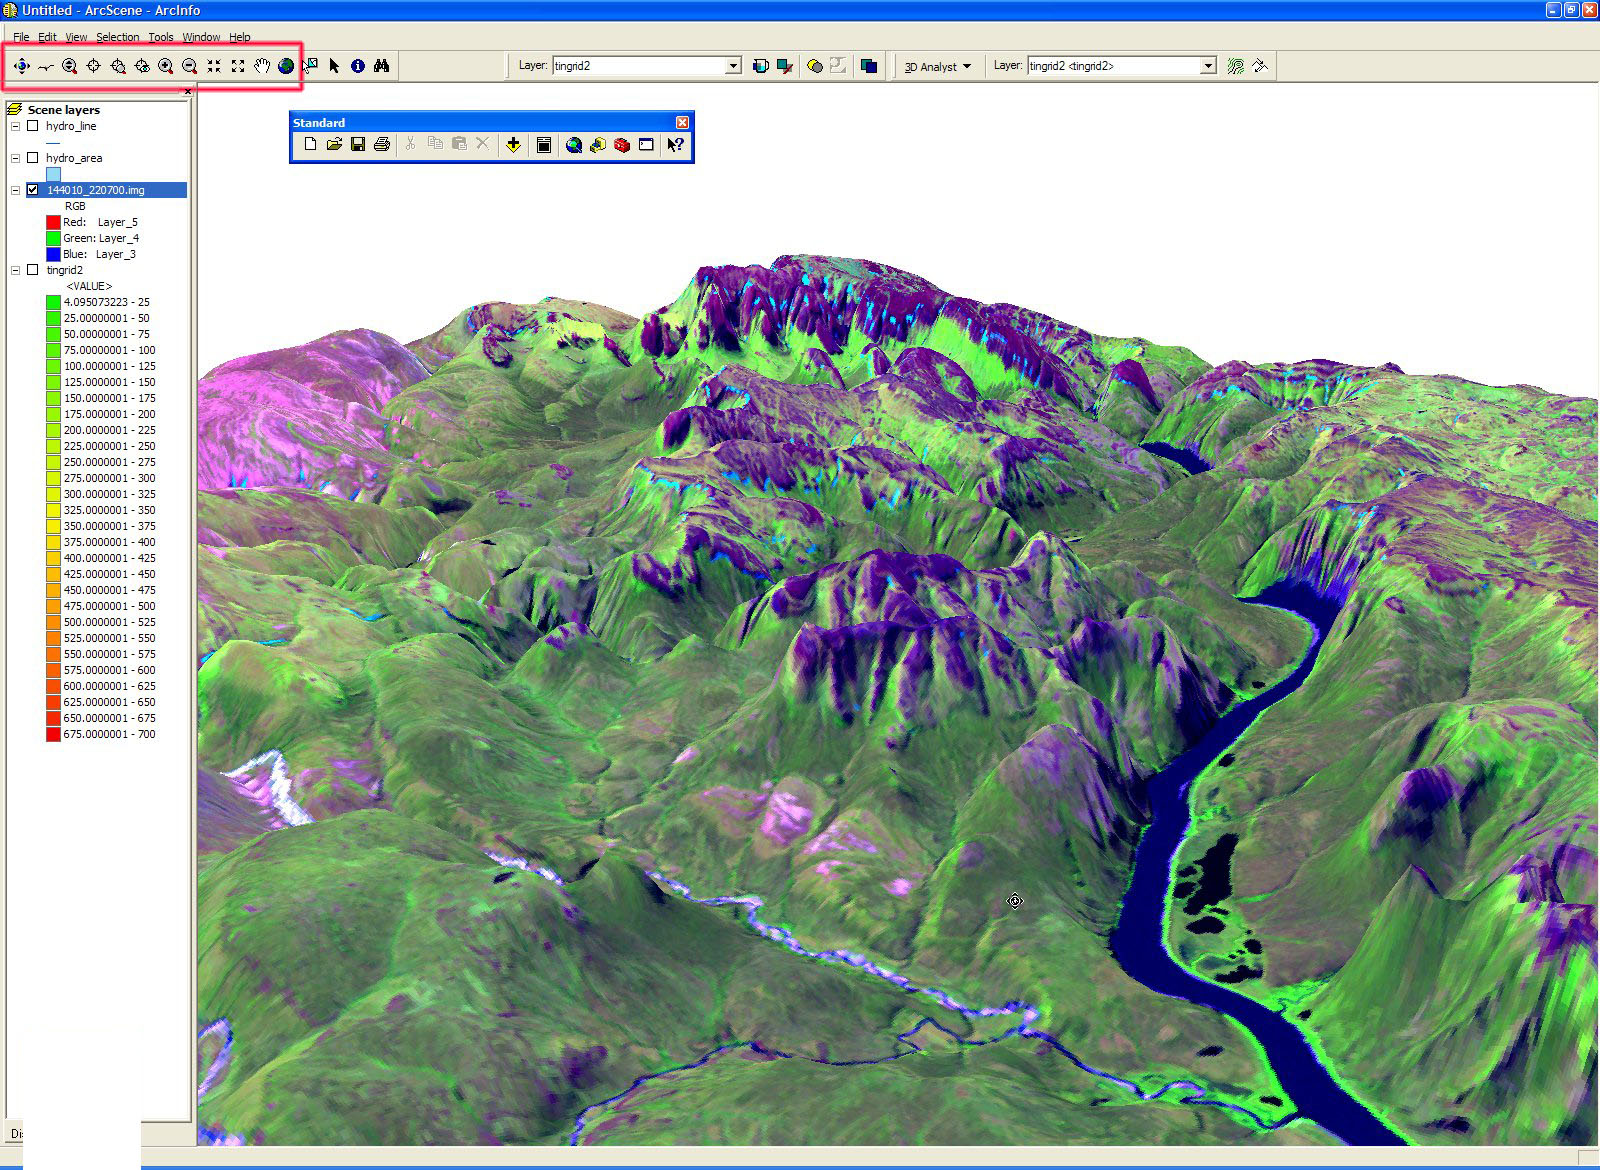 Untitled - ArcScene - ArcInfo
File Edit View Selection Tools Window Help
Layer: tingrid2 3D Analyst Layer: tingrid2 <tingrid2>
Standard
Scene layers
hydro_line
hydro_area
144010_220700.img
RGB
Red: Layer_5
Green: Layer_4
Blue: Layer_3
tingrid2
<VALUE>
4.095073223 - 25
25.00000001 - 50
50.00000001 - 75
75.00000001 - 100
100.0000001 - 125
125.0000001 - 150
150.0000001 - 175
175.0000001 - 200
200.0000001 - 225
225.0000001 - 250
250.0000001 - 275
275.0000001 - 300
300.0000001 - 325
325.0000001 - 350
350.0000001 - 375
375.0000001 - 400
400.0000001 - 425
425.0000001 - 450
450.0000001 - 475
475.0000001 - 500
500.0000001 - 525
525.0000001 - 550
550.0000001 - 575
575.0000001 - 600
600.0000001 - 625
625.0000001 - 650
650.0000001 - 675
675.0000001 - 700